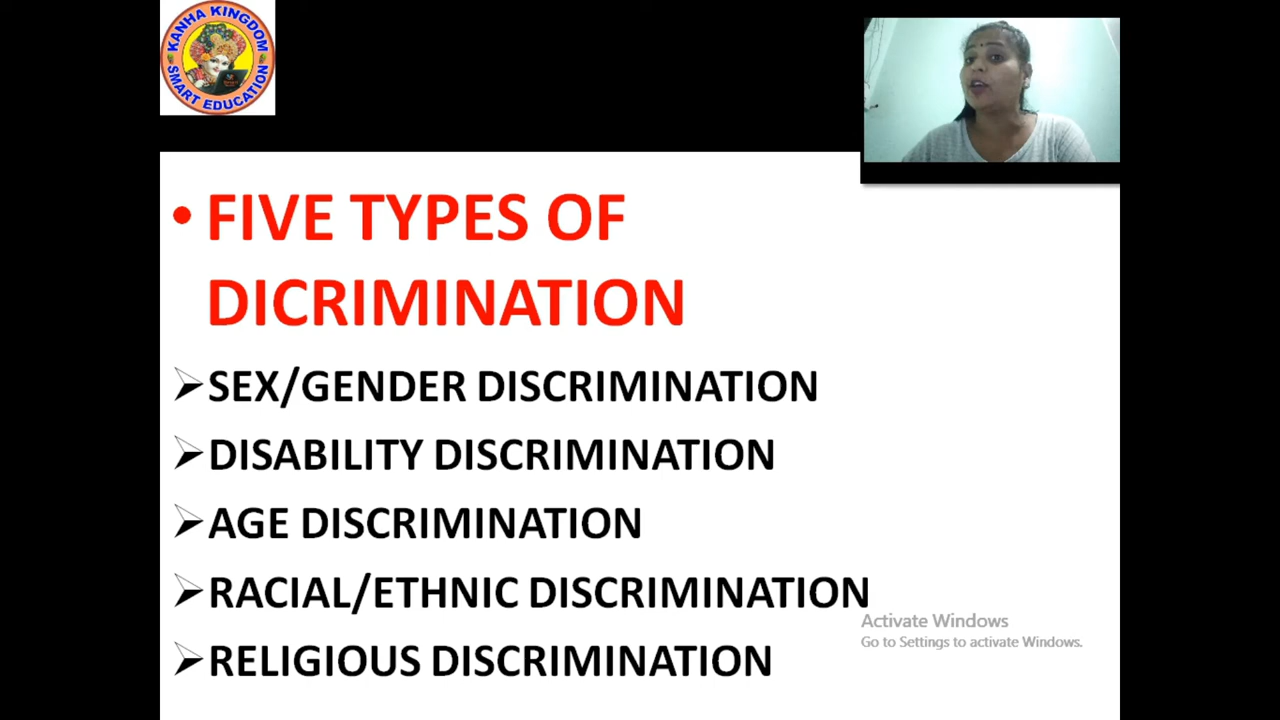 KANHA KINGDOM
SMART EDUCATION
• FIVE TYPES OF
DICRIMINATION
➢SEX/GENDER DISCRIMINATION
➢DISABILITY DISCRIMINATION
➢AGE DISCRIMINATION
➢RACIAL/ETHNIC DISCRIMINATION
➢RELIGIOUS DISCRIMINATION
Activate Windows
Go to Settings to activate Windows.